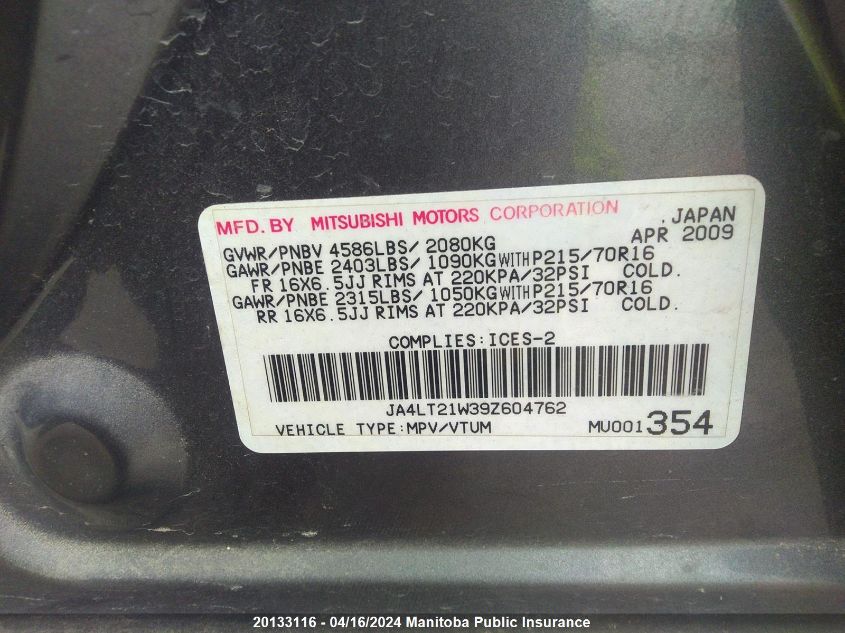 MFD. BY MITSUBISHI MOTORS CORPORATION , JAPAN
GVWR/PNBV 4586LBS/ 2080KG APR 2009
GAWR/PNBE 2403LBS/ 1090KG WITH P215/70R16
FR 16X6.5JJ RIMS AT 220KPA/32PSI COLD.
GAWR/PNBE 2315LBS/ 1050KG WITH P215/70R16
RR 16X6.5JJ RIMS AT 220KPA/32PSI COLD.
COMPLIES:ICES-2
JA4LT21W39Z604762
VEHICLE TYPE:MPV/VTUM MU001 354
20133116 - 04/16/2024 Manitoba Public Insurance